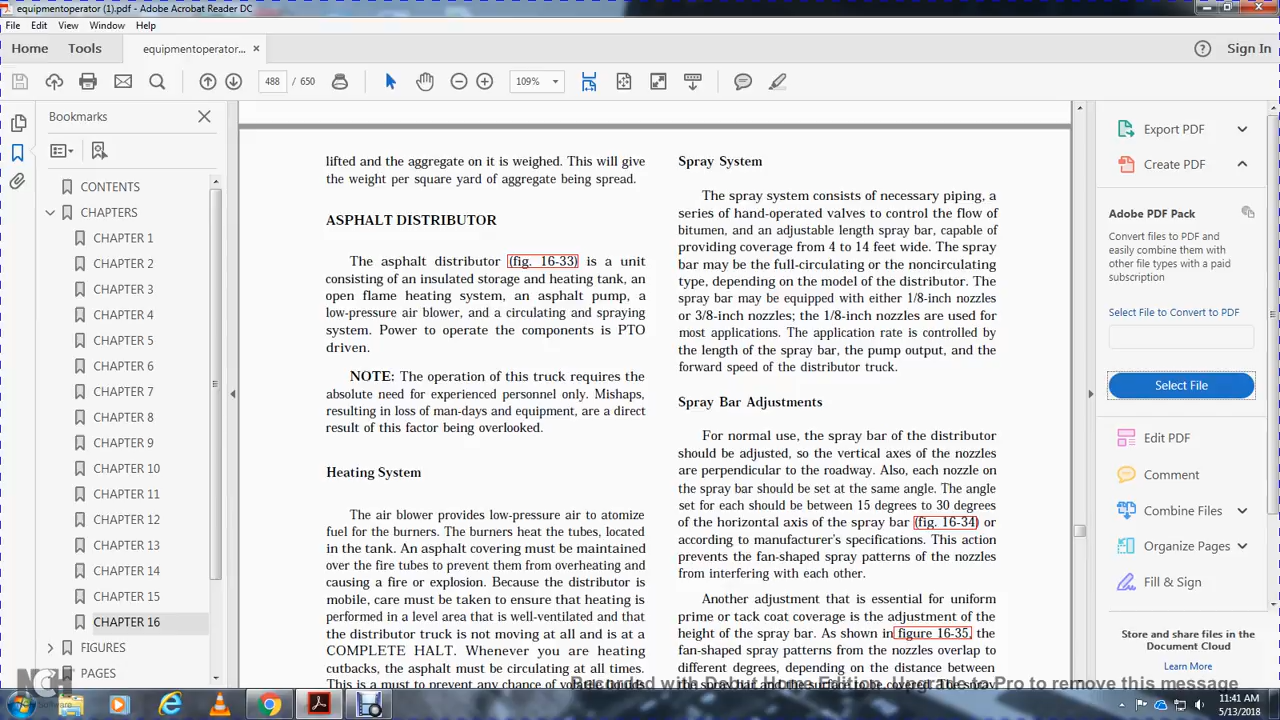 equipmentoperator (1).pdf - Adobe Acrobat Reader DC
File Edit View Window Help
Home Tools equipmentoperator... × Sign In
488 / 650 109%
Bookmarks
CONTENTS
CHAPTERS
CHAPTER 1
CHAPTER 2
CHAPTER 3
CHAPTER 4
CHAPTER 5
CHAPTER 6
CHAPTER 7
CHAPTER 8
CHAPTER 9
CHAPTER 10
CHAPTER 11
CHAPTER 12
CHAPTER 13
CHAPTER 14
CHAPTER 15
CHAPTER 16
FIGURES
PAGES
lifted and the aggregate on it is weighed. This will give
the weight per square yard of aggregate being spread.
ASPHALT DISTRIBUTOR
The asphalt distributor (fig. 16-33) is a unit
consisting of an insulated storage and heating tank, an
open flame heating system, an asphalt pump, a
low-pressure air blower, and a circulating and spraying
system. Power to operate the components is PTO
driven.
NOTE: The operation of this truck requires the
absolute need for experienced personnel only. Mishaps,
resulting in loss of man-days and equipment, are a direct
result of this factor being overlooked.
Heating System
The air blower provides low-pressure air to atomize
fuel for the burners. The burners heat the tubes, located
in the tank. An asphalt covering must be maintained
over the fire tubes to prevent them from overheating and
causing a fire or explosion. Because the distributor is
mobile, care must be taken to ensure that heating is
performed in a level area that is well-ventilated and that
the distributor truck is not moving at all and is at a
COMPLETE HALT. Whenever you are heating
cutbacks, the asphalt must be circulating at all times.
This is a must to prevent any chance of
Spray System
The spray system consists of necessary piping, a
series of hand-operated valves to control the flow of
bitumen, and an adjustable length spray bar, capable of
providing coverage from 4 to 14 feet wide. The spray
bar may be the full-circulating or the noncirculating
type, depending on the model of the distributor. The
spray bar may be equipped with either 1/8-inch nozzles
or 3/8-inch nozzles; the 1/8-inch nozzles are used for
most applications. The application rate is controlled by
the length of the spray bar, the pump output, and the
forward speed of the distributor truck.
Spray Bar Adjustments
For normal use, the spray bar of the distributor
should be adjusted, so the vertical axes of the nozzles
are perpendicular to the roadway. Also, each nozzle on
the spray bar should be set at the same angle. The angle
set for each should be between 15 degrees to 30 degrees
of the horizontal axis of the spray bar (fig. 16-34) or
according to manufacturer's specifications. This action
prevents the fan-shaped spray patterns of the nozzles
from interfering with each other.
Another adjustment that is essential for uniform
prime or tack coat coverage is the adjustment of the
height of the spray bar. As shown in figure 16-35, the
fan-shaped spray patterns from the nozzles overlap to
different degrees, depending on the distance between
Export PDF
Create PDF
Adobe PDF Pack
Convert files to PDF and
easily combine them with
other file types with a paid
subscription
Select File to Convert to PDF
Select File
Edit PDF
Comment
Combine Files
Organize Pages
Fill & Sign
Store and share files in the
Document Cloud
Learn More
Recorded with Debut Home Edition. Upgrade to Pro to remove this message
NCH
Software
11:41 AM
5/13/2018